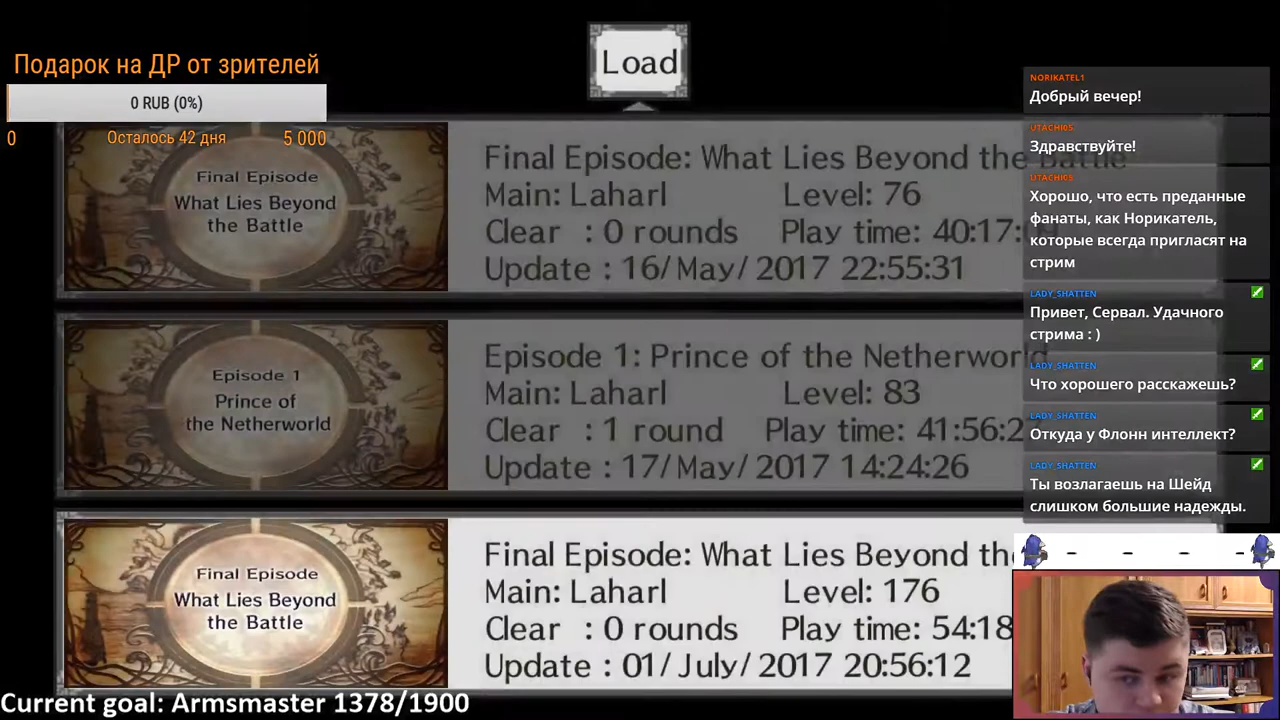 Подарок на ДР от зрителей
0 RUB (0%)
0 Осталось 42 дня 5 000
Load
Final Episode
What Lies Beyond
the Battle
Final Episode: What Lies Beyond the Battle
Main: Laharl Level: 76
Clear : 0 rounds Play time: 40:17:
Update : 16/May/2017 22:55:31
Episode 1
Prince of
the Netherworld
Episode 1: Prince of the Netherworld
Main: Laharl Level: 83
Clear : 1 round Play time: 41:56:2
Update : 17/May/2017 14:24:26
Final Episode
What Lies Beyond
the Battle
Final Episode: What Lies Beyond the
Main: Laharl Level: 176
Clear : 0 rounds Play time: 54:18
Update : 01/July/2017 20:56:12
Current goal: Armsmaster 1378/1900
NORIKATEL1
Добрый вечер!
UTACHI05
Здравствуйте!
UTACHI05
Хорошо, что есть преданные
фанаты, как Норикатель,
которые всегда пригласят на
стрим
LADY_SHATTEN
Привет, Сервал. Удачного
стрима : )
LADY_SHATTEN
Что хорошего расскажешь?
LADY_SHATTEN
Откуда у Флонн интеллект?
LADY_SHATTEN
Ты возлагаешь на Шейд
слишком большие надежды.